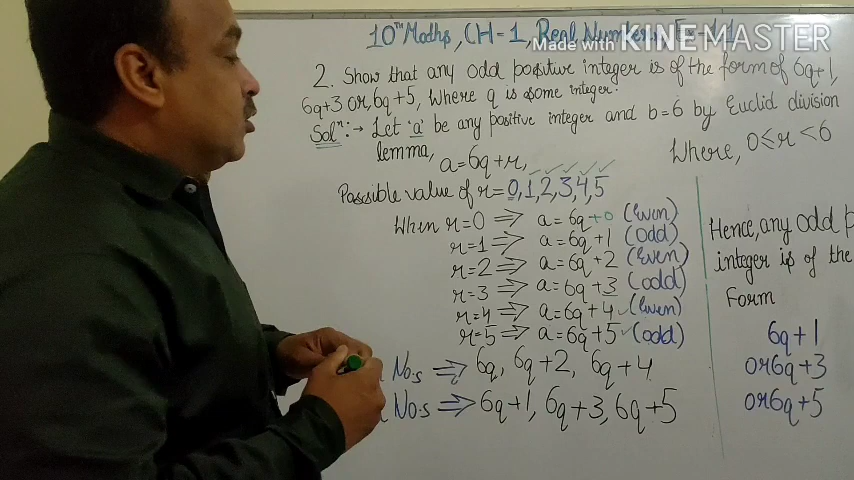 10th Maths, CH-1, Real Numbers, Ex-1.1
Made with KINEMASTER
2. Show that any odd positive integer is of the form of 6q+1,
6q+3 or, 6q+5, Where q is some integer.
Solⁿ:→ Let 'a' be any positive integer and b=6 by Euclid division
lemma, a=6q+r, Where, 0≤r<6
Possible value of r=0,1,2,3,4,5
When r=0 ⟹ a=6q+0 (Even)
r=1 ⟹ a=6q+1 (odd)
r=2 ⟹ a=6q+2 (Even)
r=3 ⟹ a=6q+3 (odd)
r=4 ⟹ a=6q+4 (Even)
r=5 ⟹ a=6q+5 (odd)
No.s ⟹ 6q, 6q+2, 6q+4
No.s ⟹ 6q+1, 6q+3, 6q+5
Hence, any odd p
integer is of the
Form
6q+1
or 6q+3
or 6q+5